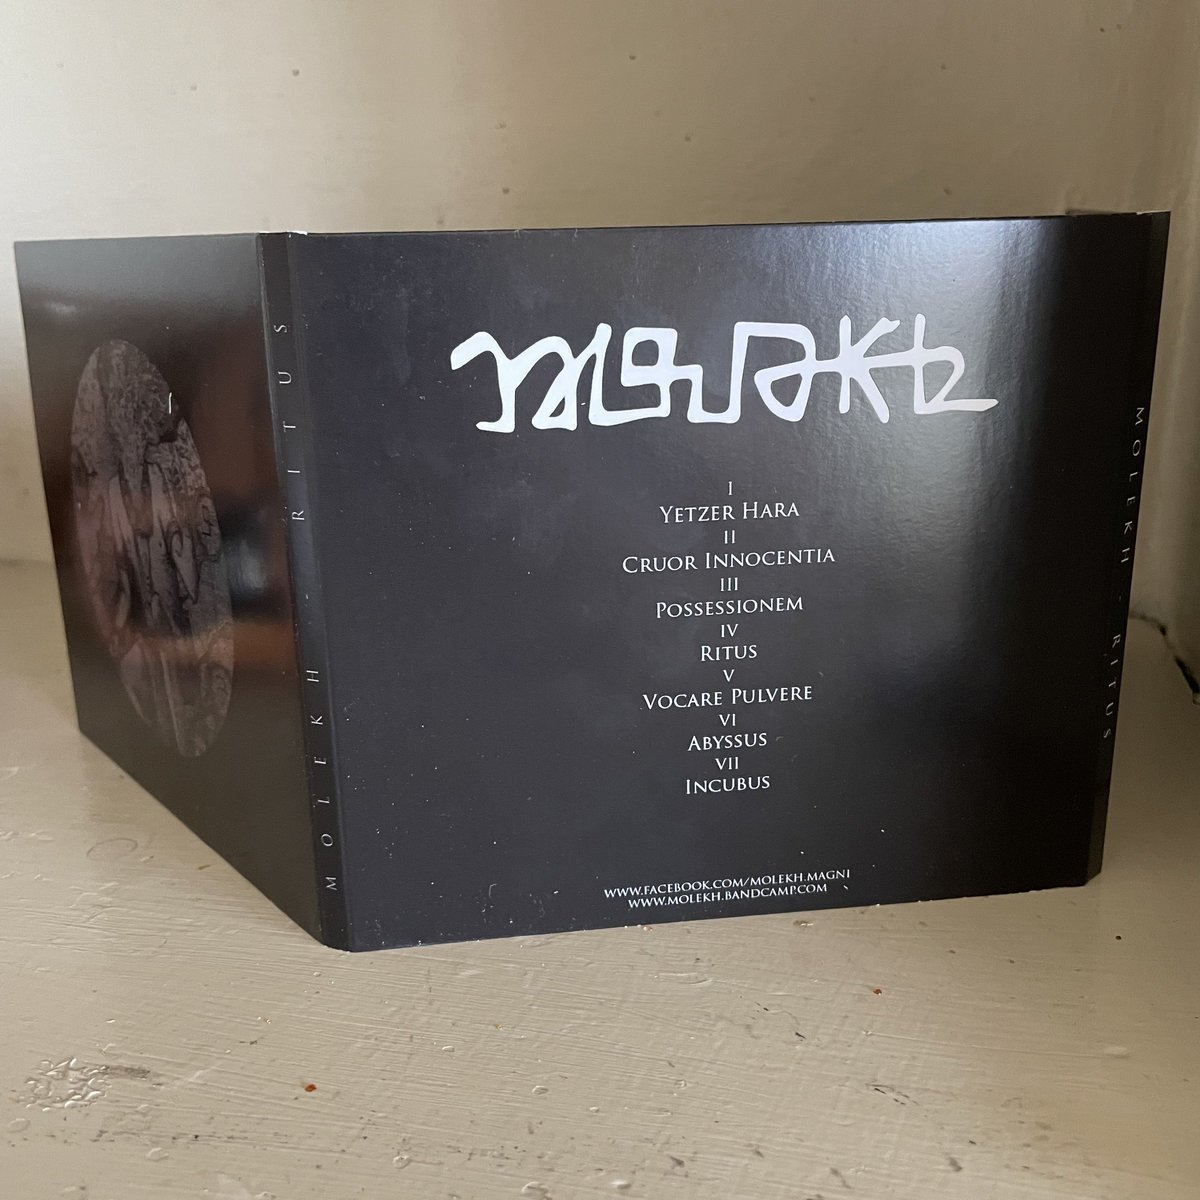 MOLEKH - RITUS
MOLEKH
I
YETZER HARA
II
CRUOR INNOCENTIA
III
POSSESSIONEM
IV
RITUS
V
VOCARE PULVERE
VI
ABYSSUS
VII
INCUBUS
WWW.FACEBOOK.COM/MOLEKH.MAGNI
WWW.MOLEKH.BANDCAMP.COM
MOLEKH - RITUS